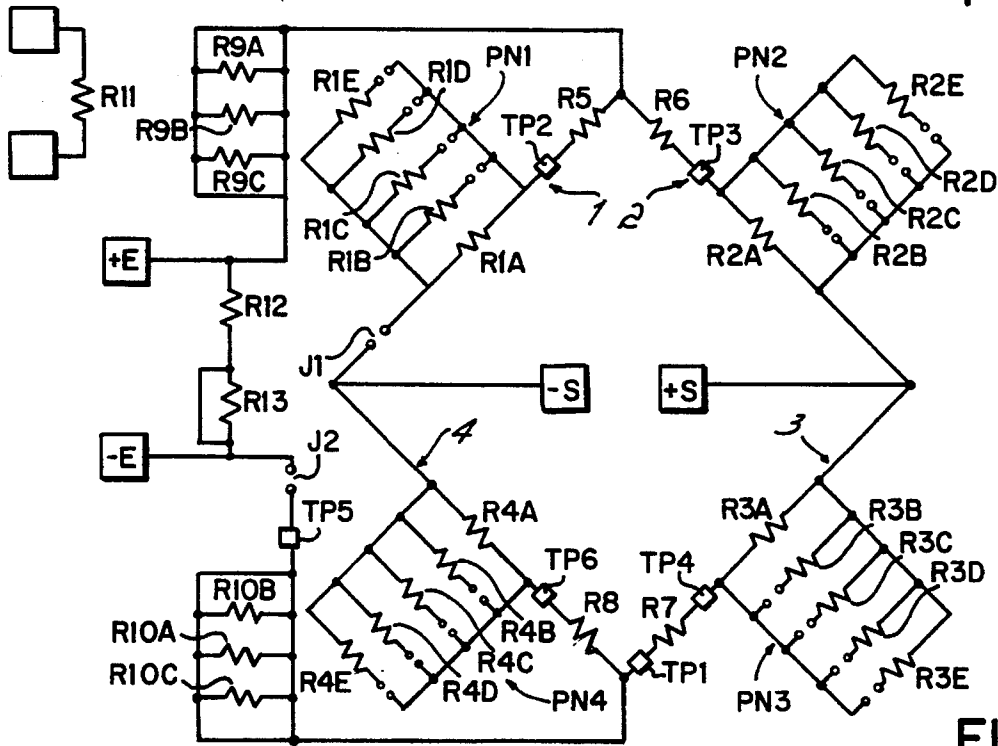 R11
R9A
R9B
R9C
+E
R12
R13
-E
J2
TP5
R10B
R10A
R10C
R1E
R1D
PN1
R1C
R1B
R1A
TP2
R5
1
J1
-S
R6
TP3
2
PN2
R2E
R2D
R2C
R2B
R2A
+S
4
R4A
TP6
R8
R4B
R4C
R4D
R4E
PN4
3
R3A
R3B
R3C
R3D
R3E
TP4
R7
TP1
PN3